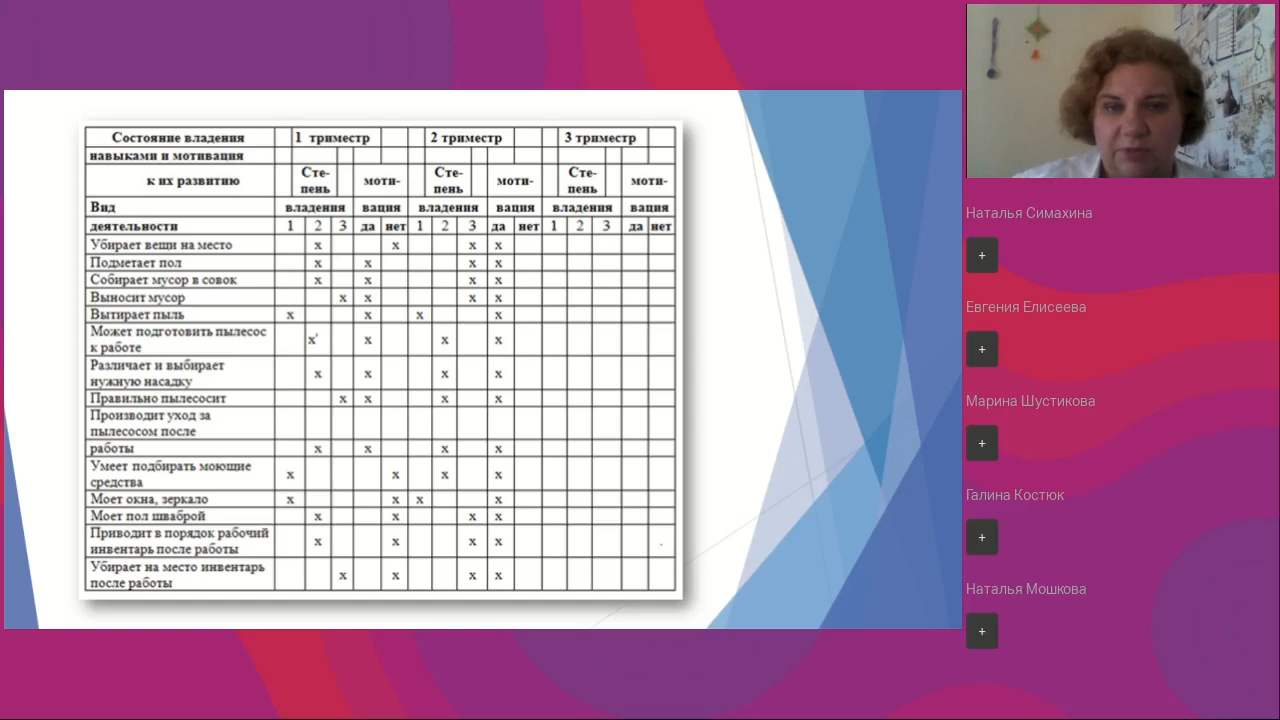 Состояние владения 1 триместр 2 триместр 3 триместр
навыками и мотивация
к их развитию Сте- моти- Сте- моти- Сте- моти-
пень пень пень
Вид владения вация владения вация владения вация
деятельности 1 2 3 да нет 1 2 3 да нет 1 2 3 да нет
Убирает вещи на место х х х х
Подметает пол х х х х
Собирает мусор в совок х х х х
Выносит мусор х х х х
Вытирает пыль х х х х
Может подготовить пылесос
к работе х' х х х
Различает и выбирает
нужную насадку х х х х
Правильно пылесосит х х х х
Производит уход за
пылесосом после
работы х х х х
Умеет подбирать моющие
средства х х х х
Моет окна, зеркало х х х х
Моет пол шваброй х х х х
Приводит в порядок рабочий
инвентарь после работы х х х х
Убирает на место инвентарь
после работы х х х х
Наталья Симахина
+
Евгения Елисеева
+
Марина Шустикова
+
Галина Костюк
+
Наталья Мошкова
+